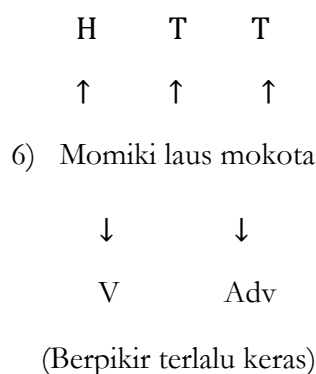 H T T
↑ ↑ ↑
6) Momiki laus mokota
↓ ↓
V Adv
(Berpikir terlalu keras)